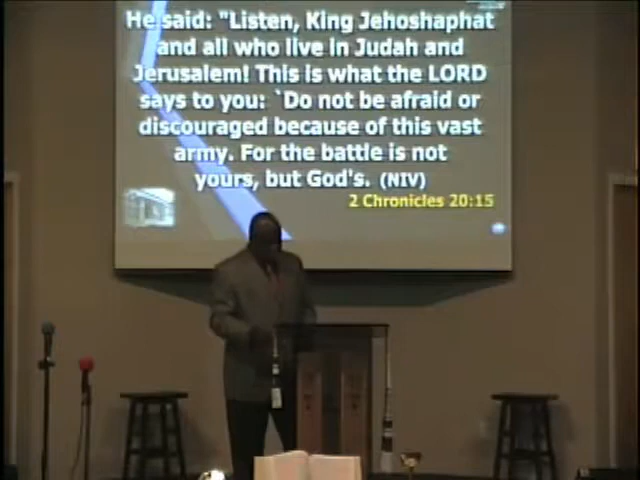 He said: "Listen, King Jehoshaphat
and all who live in Judah and
Jerusalem! This is what the LORD
says to you: `Do not be afraid or
discouraged because of this vast
army. For the battle is not
yours, but God's. (NIV)
2 Chronicles 20:15